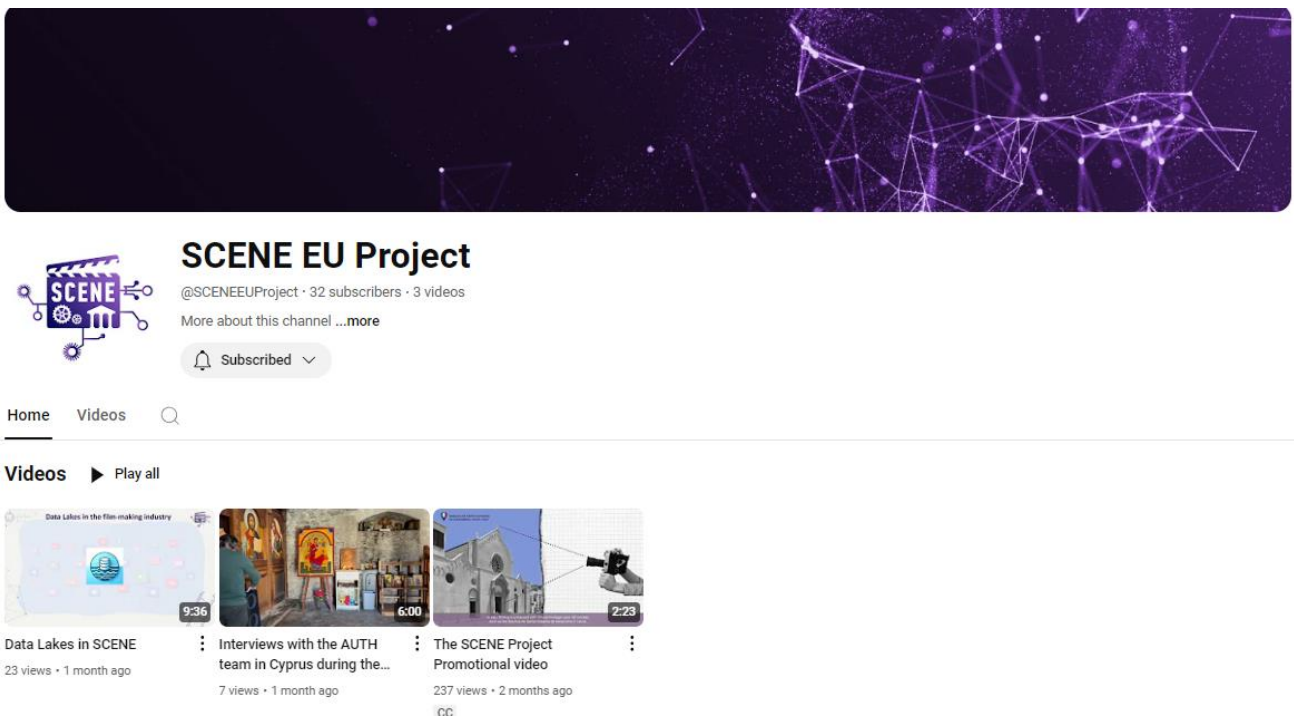 SCENE
SCENE EU Project
@SCENEEUProject · 32 subscribers · 3 videos
More about this channel ...more
Subscribed
Home Videos
Videos Play all
Data Lakes in the film-making industry
9:36
6:00
2:23
Data Lakes in SCENE
23 views • 1 month ago
Interviews with the AUTH
team in Cyprus during the...
7 views • 1 month ago
The SCENE Project
Promotional video
237 views • 2 months ago
CC